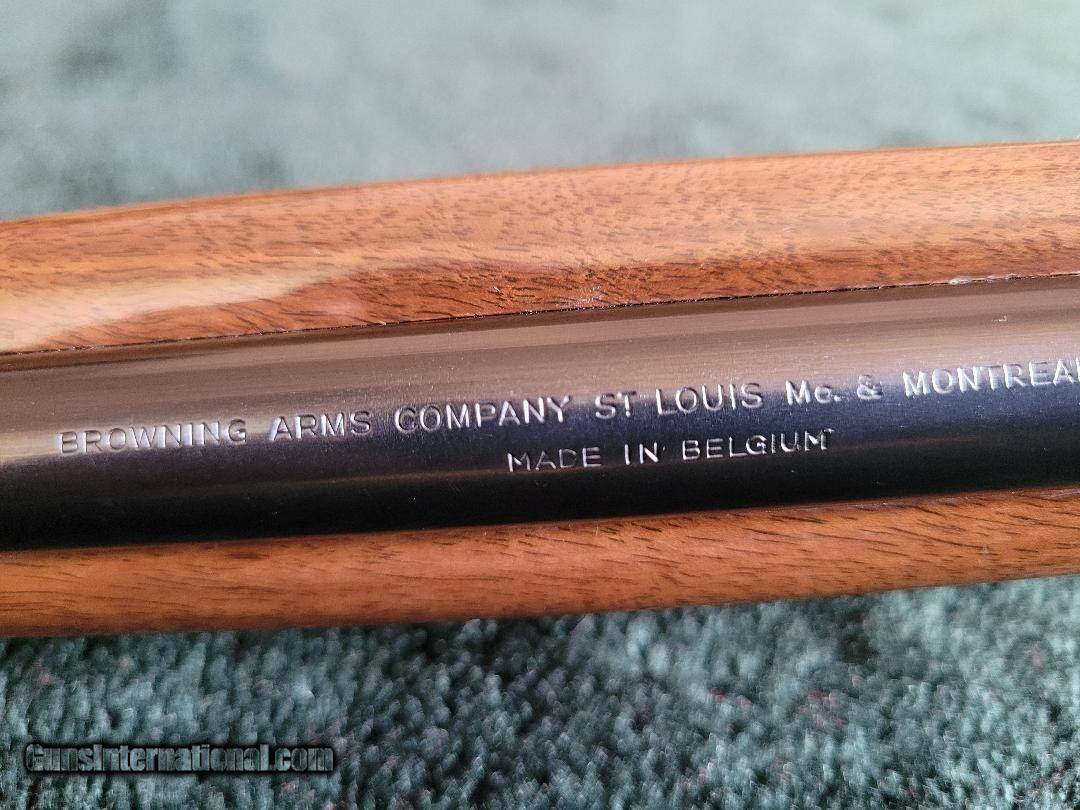 BROWNING ARMS COMPANY ST LOUIS Mo. & MONTREAL
MADE IN BELGIUM
GunsInternational.com